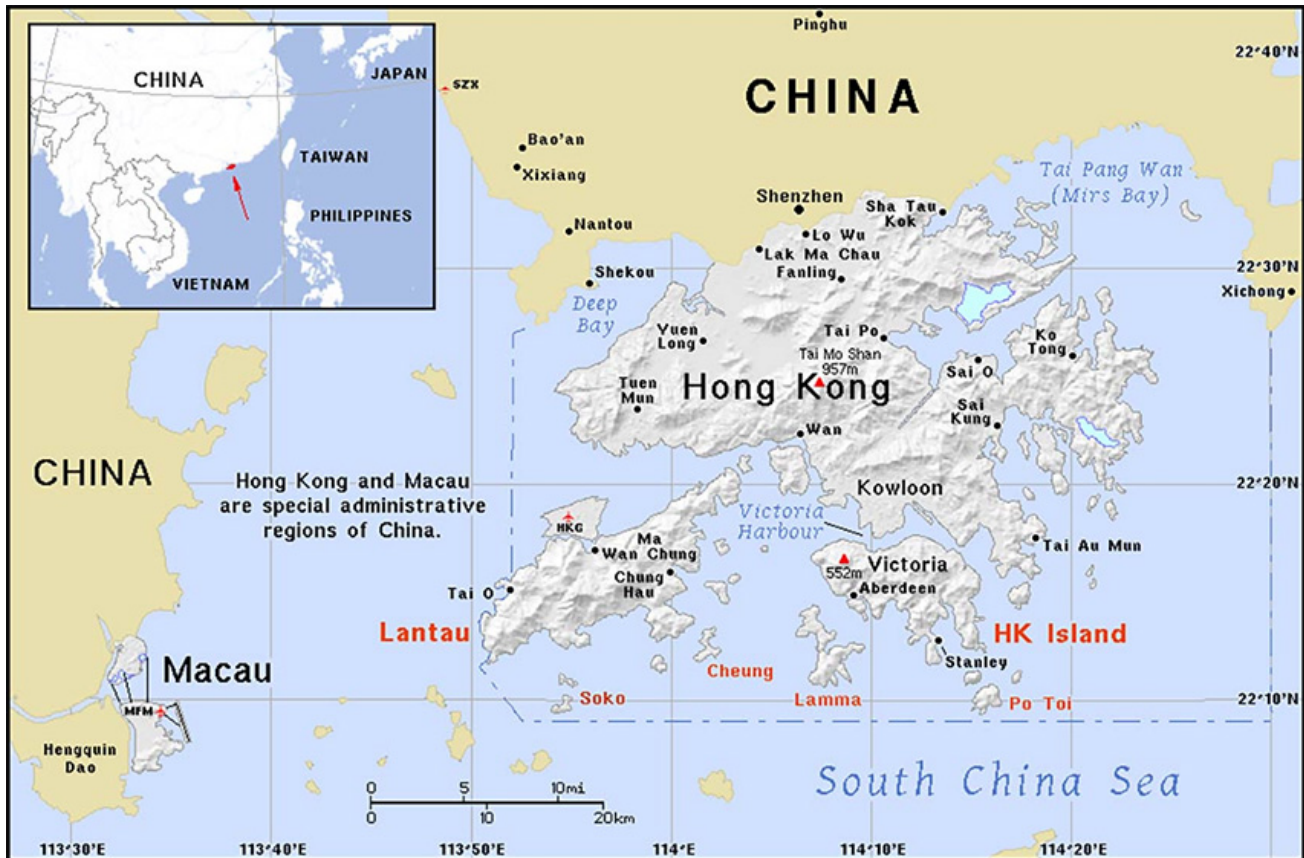 CHINA
JAPAN
TAIWAN
PHILIPPINES
VIETNAM
Pinghu
22°40'N
SZX
CHINA
Bao'an
Xixiang
Tai Pang Wan
(Mirs Bay)
Shenzhen
Sha Tau
Kok
Nantou
Lo Wu
Lak Ma Chau
Fanling
22°30'N
Shekou
Xichong
Deep
Bay
Yuen
Long
Tai Po
Ko
Tong
Tai Mo Shan
957m
Sai O
Hong Kong
Tuen
Mun
Sai
Kung
Wan
CHINA
Hong Kong and Macau
are special administrative
regions of China.
22°20'N
Kowloon
Victoria
Harbour
HKG
Ma
Wan Chung
Tai Au Mun
Chung
Hau
552m
Victoria
Tai O
Aberdeen
Lantau
HK Island
Stanley
Macau
Cheung
Soko
Lamma
Po Toi
22°10'N
MFM
Hengquin
Dao
South China Sea
0 5 10mi
0 10 20km
113°30'E 113°40'E 113°50'E 114°E 114°10'E 114°20'E